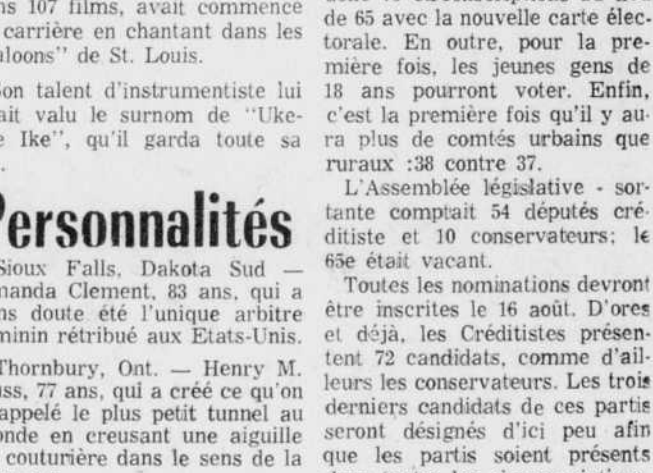 ns 107 films, avait commencé
carrière en chantant dans les
aloons" de St. Louis.
Son talent d'instrumentiste lui
ait valu le surnom de "Uke-
e Ike", qu'il garda toute sa
.
Personnalités
Sioux Falls, Dakota Sud —
manda Clement, 83 ans, qui a
ns doute été l'unique arbitre
minin rétribué aux Etats-Unis.
Thornbury, Ont. — Henry M.
uss, 77 ans, qui a créé ce qu'on
appelé le plus petit tunnel au
onde en creusant une aiguille
couturière dans le sens de la
de 65 avec la nouvelle carte élec-
torale. En outre, pour la pre-
mière fois, les jeunes gens de
18 ans pourront voter. Enfin,
c'est la première fois qu'il y au-
ra plus de comtés urbains que
ruraux :38 contre 37.
L'Assemblée législative - sor-
tante comptait 54 députés cré-
ditiste et 10 conservateurs; le
65e était vacant.
Toutes les nominations devront
être inscrites le 16 août. D'ores
et déjà, les Créditistes présen-
tent 72 candidats, comme d'ail-
leurs les conservateurs. Les trois
derniers candidats de ces partis
seront désignés d'ici peu afin
que les partis soient présents